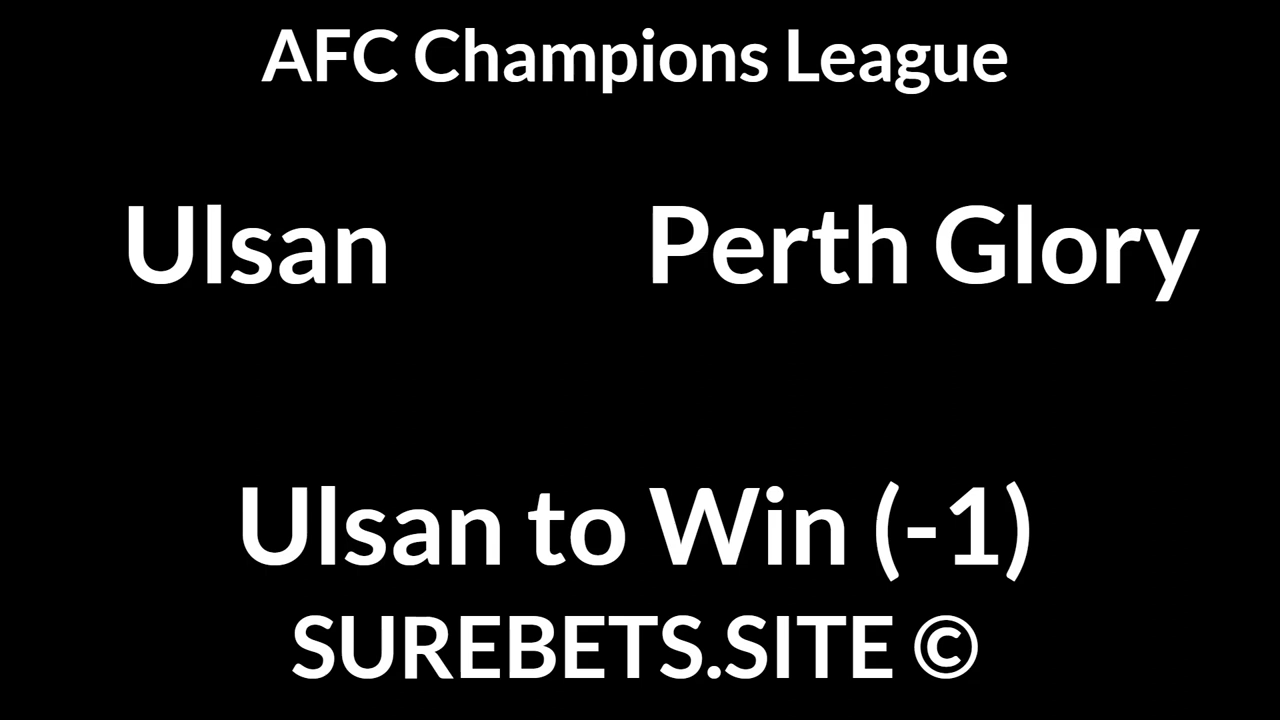 AFC Champions League
Ulsan Perth Glory
Ulsan to Win (-1)
SUREBETS.SITE ©